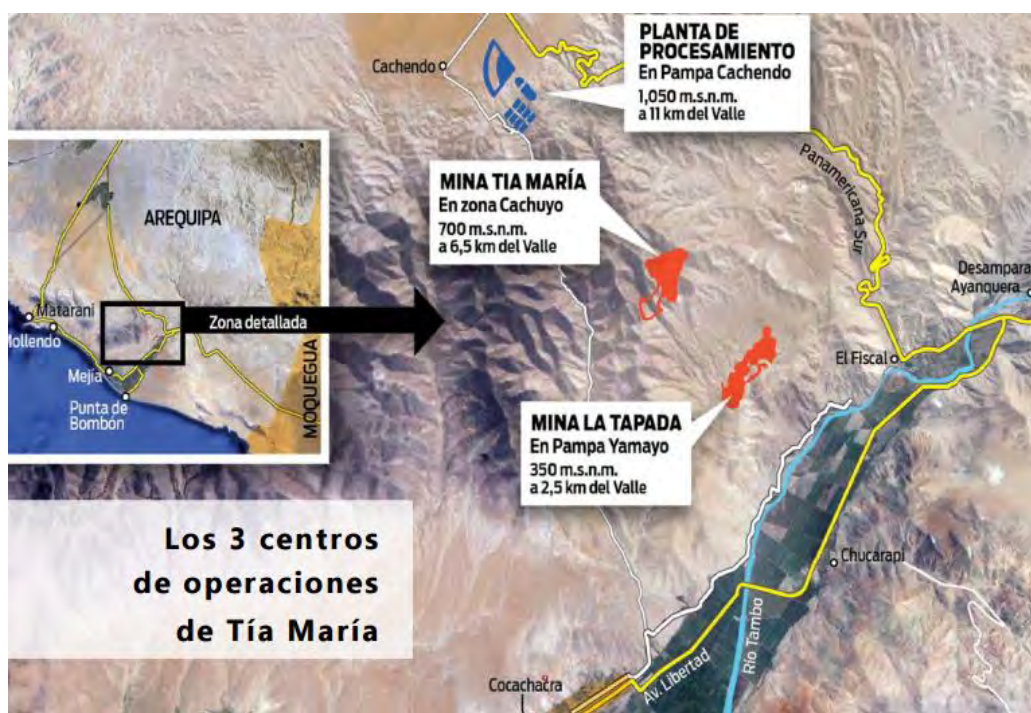 Cachendo
PLANTA DE
PROCESAMIENTO
En Pampa Cachendo
1,050 m.s.n.m.
a 11 km del Valle
MINA TIA MARÍA
En zona Cachuyo
700 m.s.n.m.
a 6,5 km del Valle
Panamericana Sur
Desampara
Ayanquera
El Fiscal
AREQUIPA
Matarani
Mollendo
Mejía
Punta de
Bombón
MOQUEGUA
Zona detallada
MINA LA TAPADA
En Pampa Yamayo
350 m.s.n.m.
a 2,5 km del Valle
Los 3 centros
de operaciones
de Tía María
Chucarapi
Río Tambo
Av. Libertad
Cocachacra